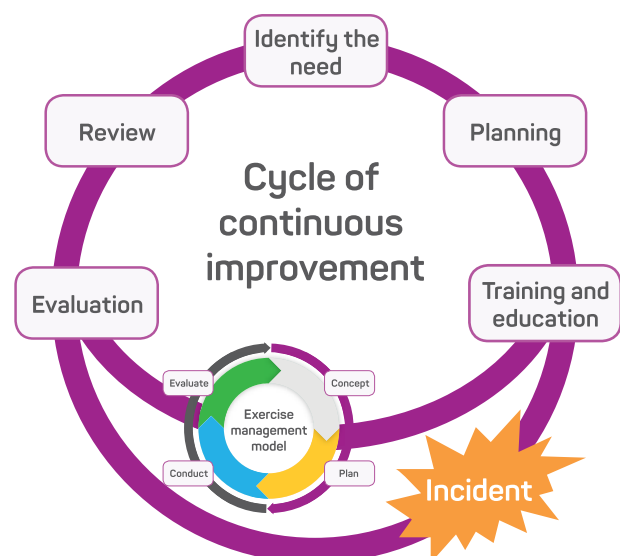 Identify the
need
Review
Planning
Cycle of
continuous
improvement
Evaluation
Training and
education
Evaluate
Concept
Exercise
management
model
Conduct
Plan
Incident